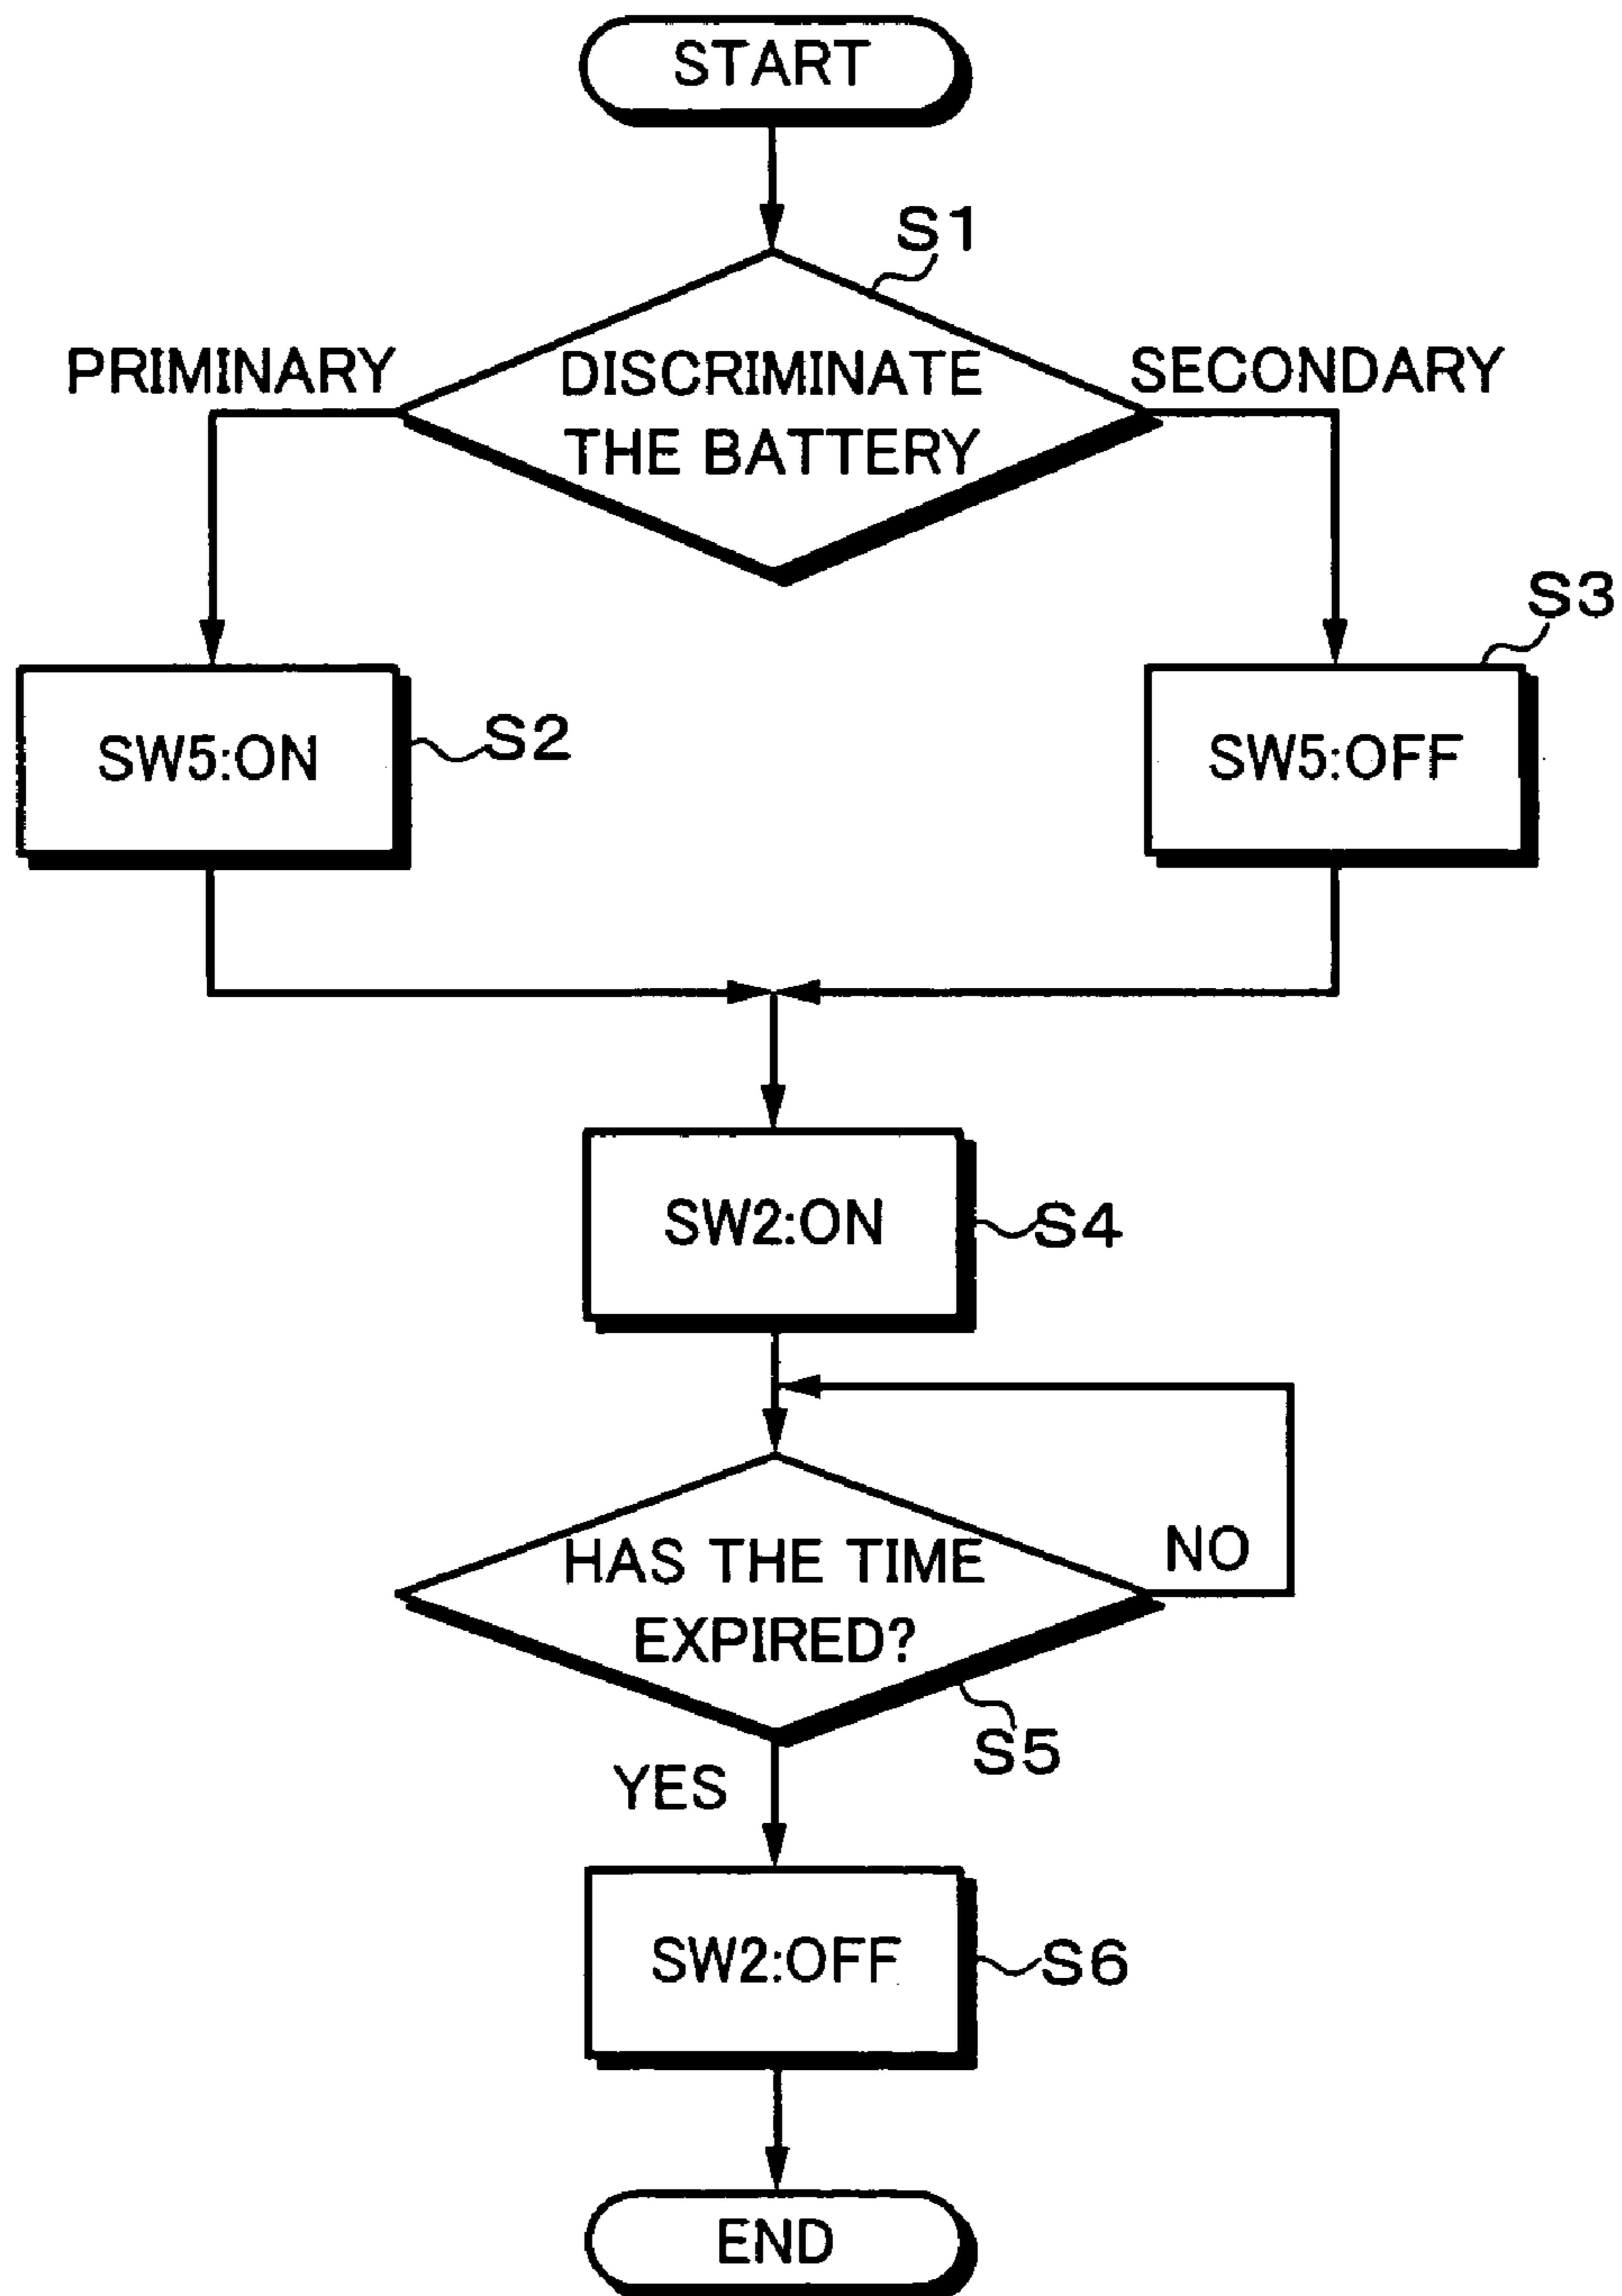 START
S1
PRIMINARY
DISCRIMINATE
THE BATTERY
SECONDARY
S3
SW5:ON
S2
SW5:OFF
SW2:ON
S4
HAS THE TIME
EXPIRED?
NO
S5
YES
SW2:OFF
S6
END